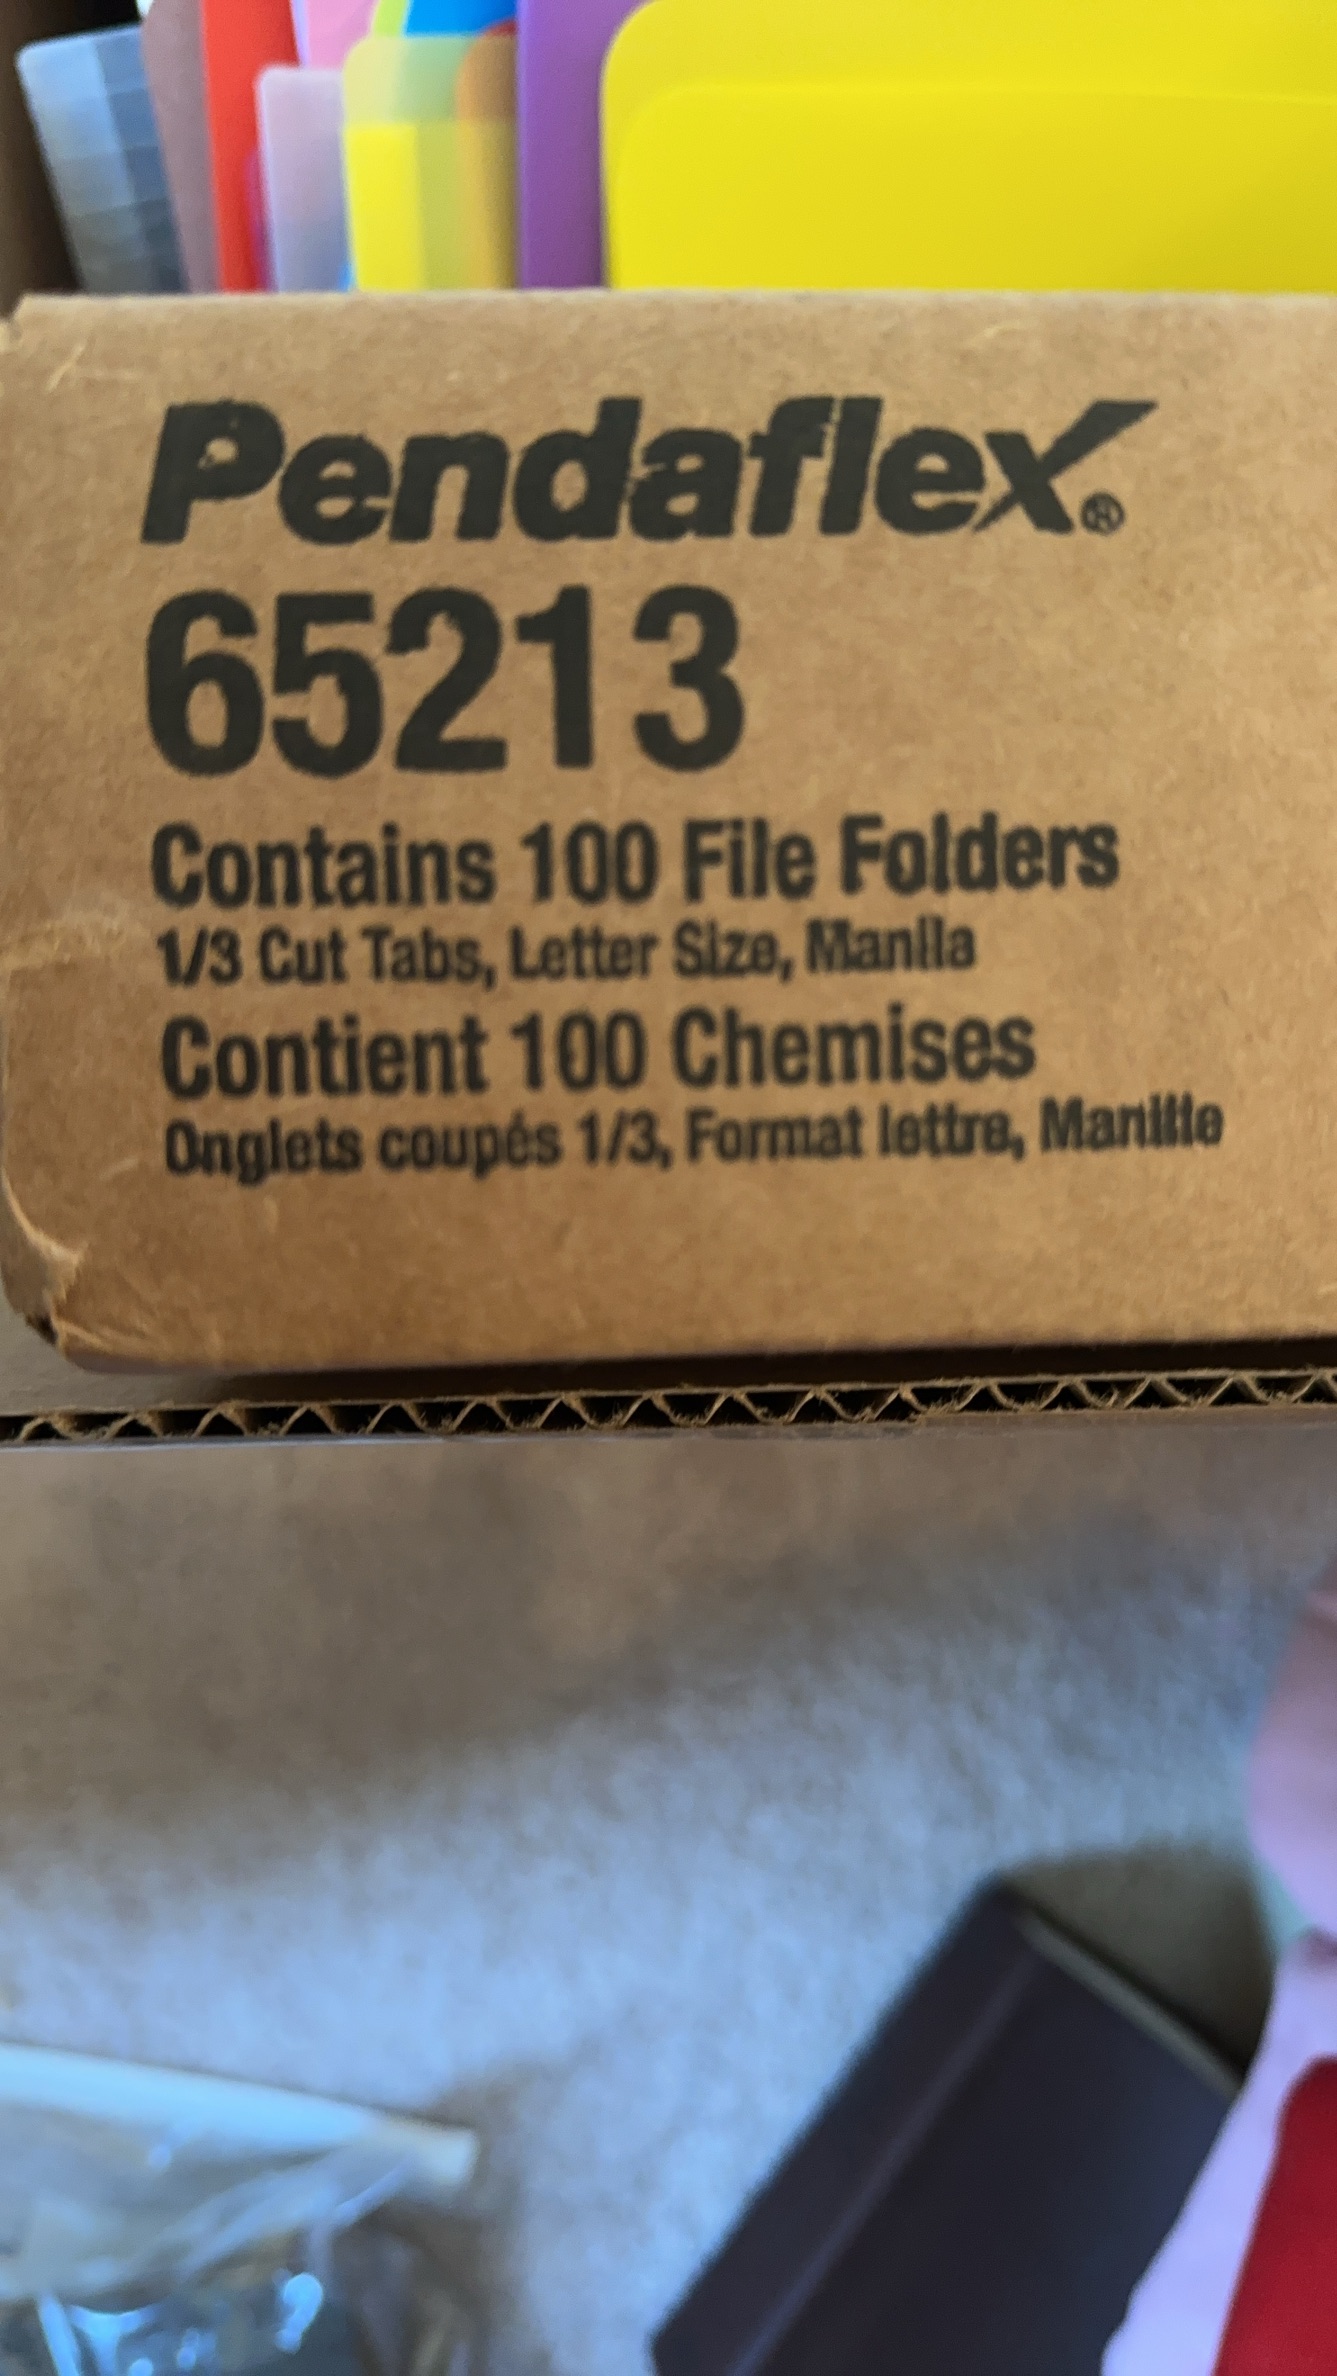 Pendaflex®
65213
Contains 100 File Folders
1/3 Cut Tabs, Letter Size, Manila
Contient 100 Chemises
Onglets coupés 1/3, Format lettre, Manille